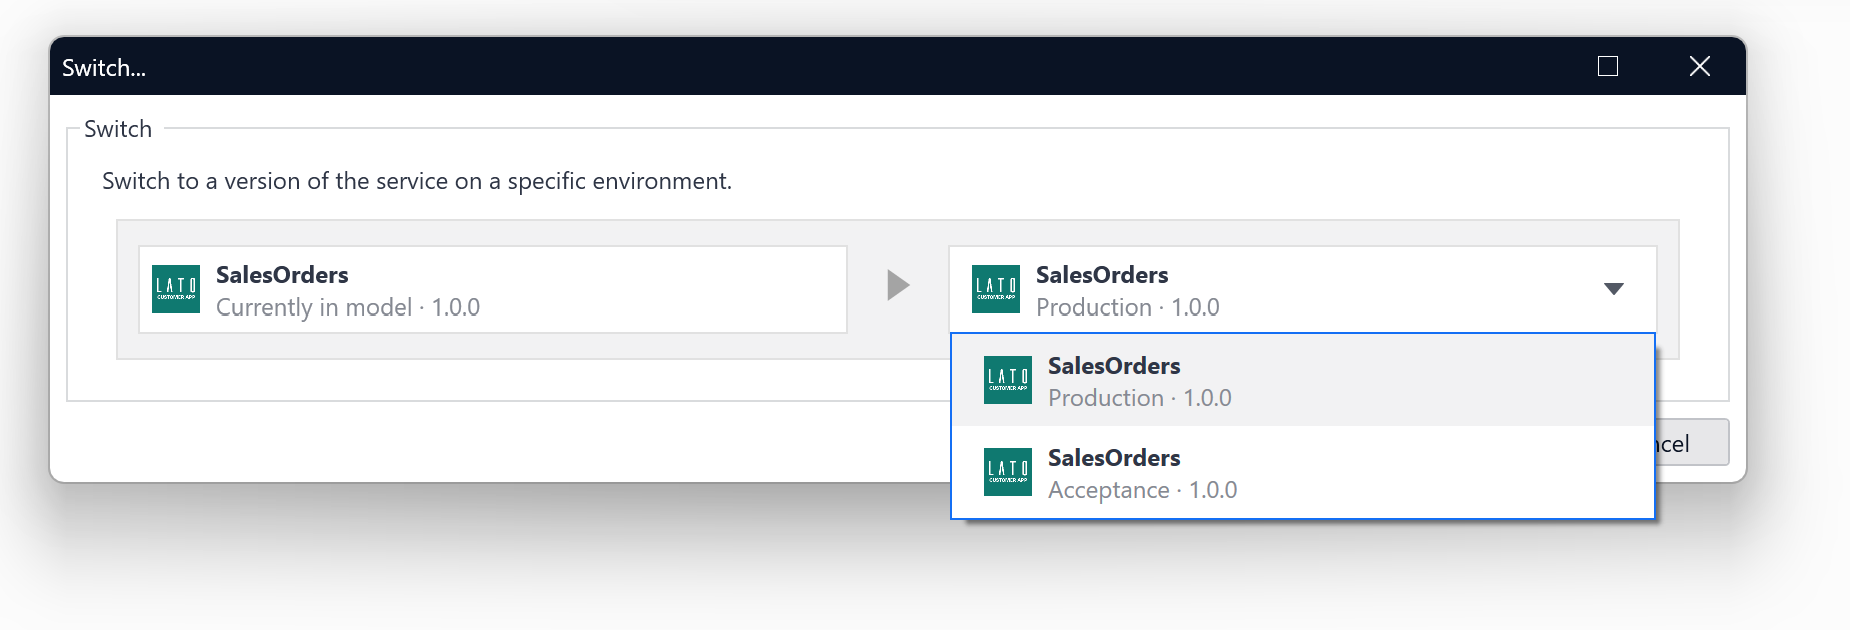 Switch...
Switch
Switch to a version of the service on a specific environment.
LATO
CUSTOMER APP
SalesOrders
Currently in model · 1.0.0
LATO
CUSTOMER APP
SalesOrders
Production · 1.0.0
LATO
CUSTOMER APP
SalesOrders
Production · 1.0.0
LATO
CUSTOMER APP
SalesOrders
Acceptance · 1.0.0